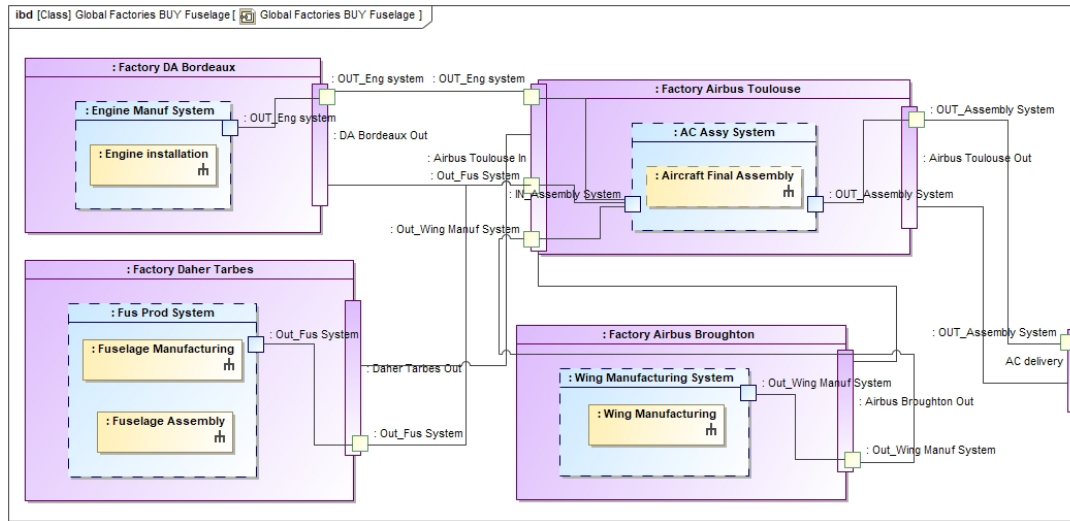 ibd [Class] Global Factories BUY Fuselage [ Global Factories BUY Fuselage ]
: Factory DA Bordeaux
: Engine Manuf System
: OUT_Eng system
: Engine installation
: OUT_Eng system
: OUT_Eng system
: DA Bordeaux Out
: Factory Airbus Toulouse
: AC Assy System
: Aircraft Final Assembly
: Airbus Toulouse In
: Out_Fus System
: IN_Assembly System
: OUT_Assembly System
: Out_Wing Manuf System
: OUT_Assembly System
: Airbus Toulouse Out
: Factory Daher Tarbes
: Fus Prod System
: Out_Fus System
: Fuselage Manufacturing
: Fuselage Assembly
: Daher Tarbes Out
: Out_Fus System
: Factory Airbus Broughton
: Wing Manufacturing System
: Out_Wing Manuf System
: Wing Manufacturing
: Airbus Broughton Out
: Out_Wing Manuf System
: OUT_Assembly System
AC delivery